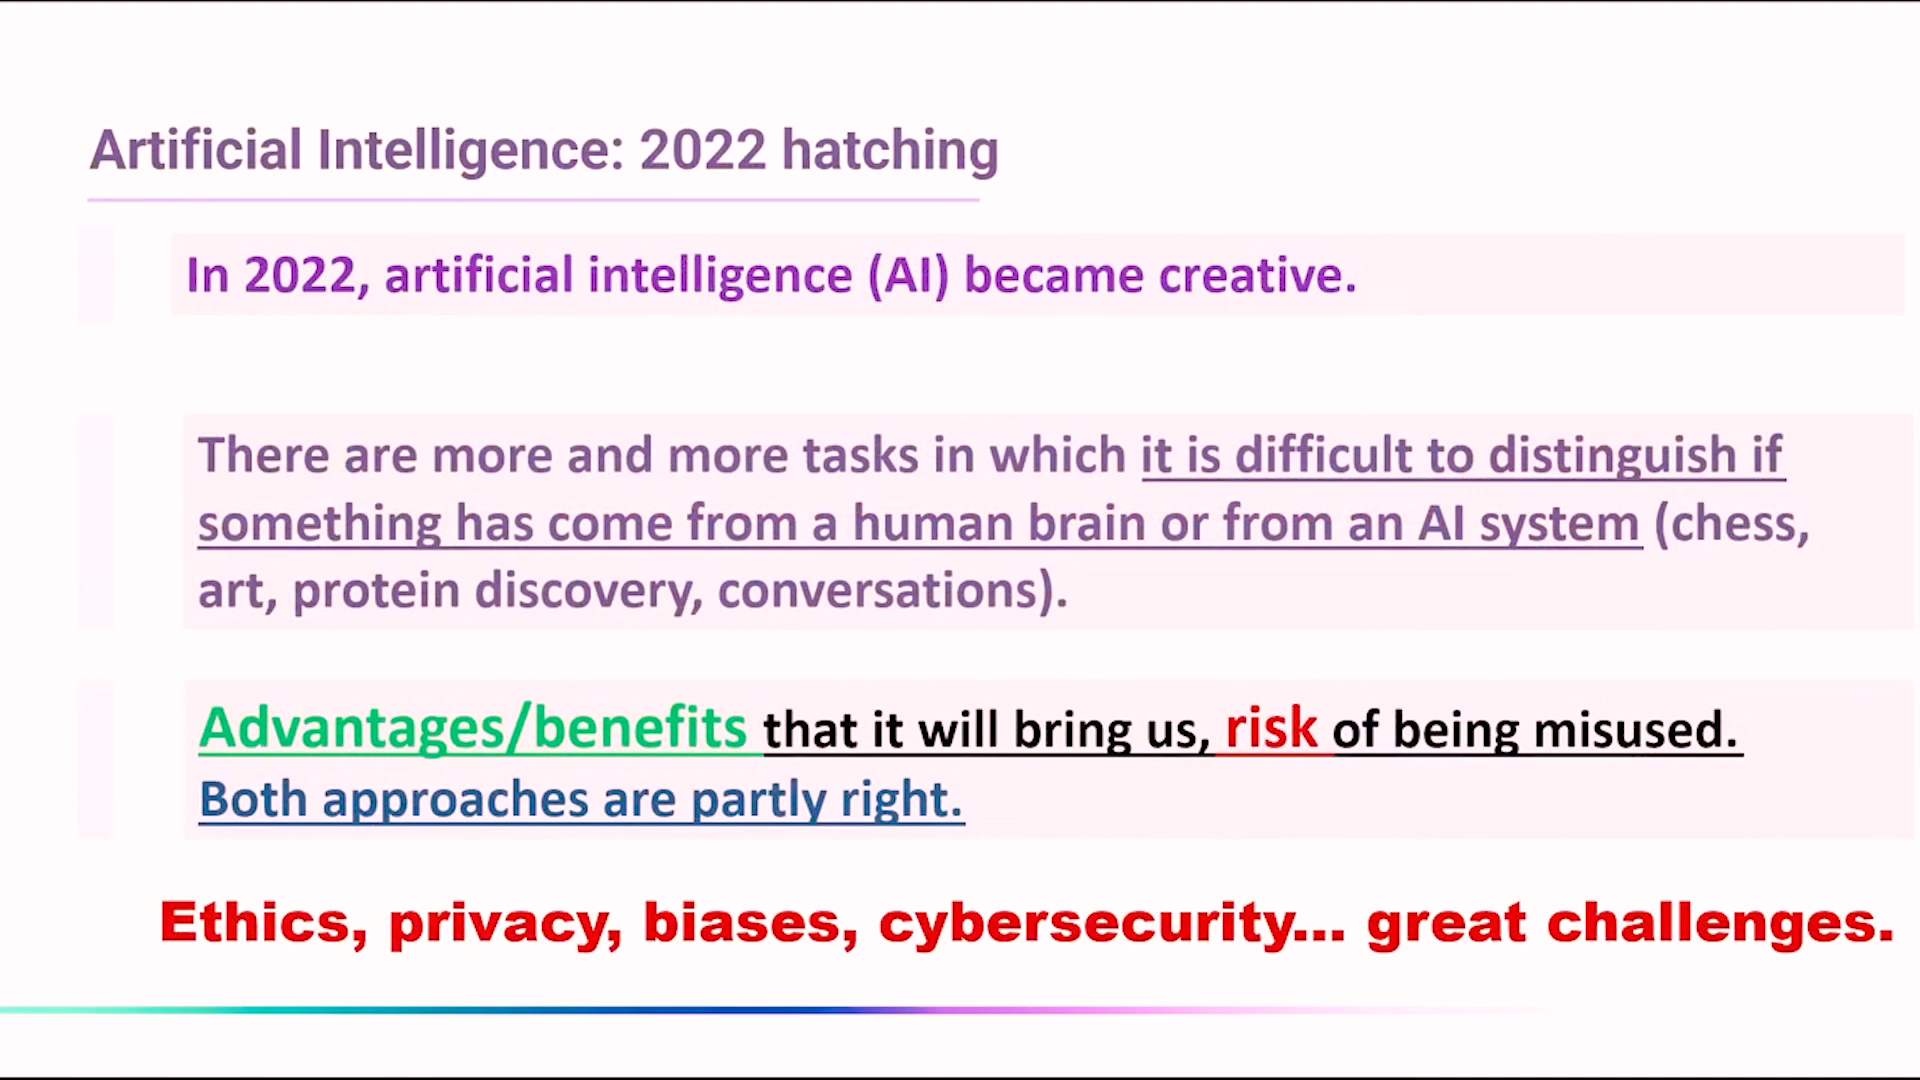 Artificial Intelligence: 2022 hatching
In 2022, artificial intelligence (AI) became creative.
There are more and more tasks in which it is difficult to distinguish if
something has come from a human brain or from an AI system (chess,
art, protein discovery, conversations).
Advantages/benefits that it will bring us, risk of being misused.
Both approaches are partly right.
Ethics, privacy, biases, cybersecurity... great challenges.